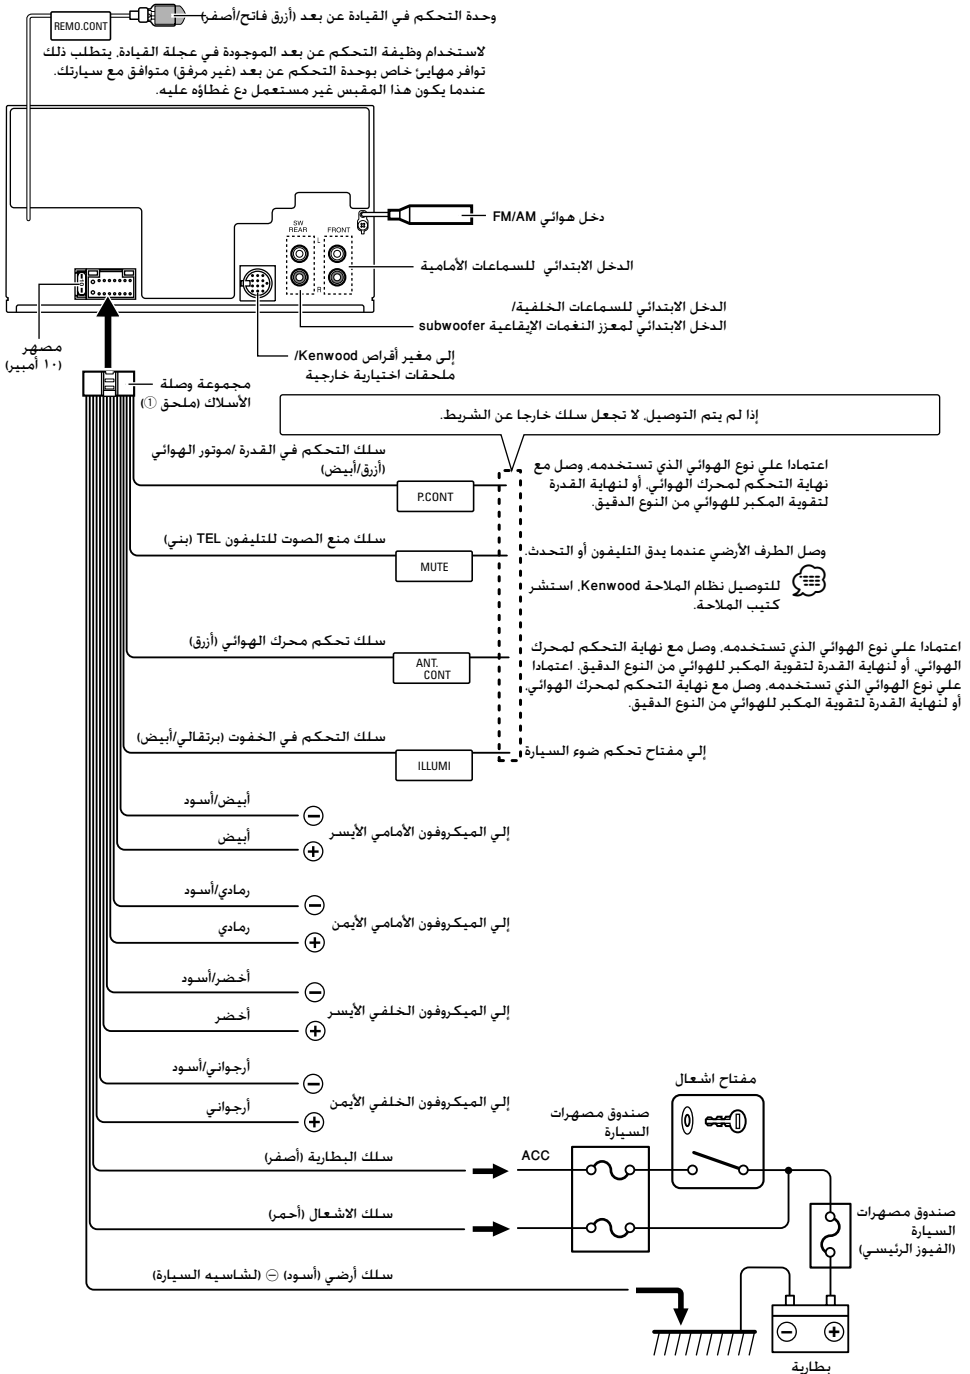 وحدة التحكم في القيادة عن بعد (أزرق فاتح/أصفر)
REMO.CONT
لاستخدام وظيفة التحكم عن بعد الموجودة في عجلة القيادة, يتطلب ذلك
توافر مهايئ خاص بوحدة التحكم عن بعد (غير مرفق) متوافق مع سيارتك.
عندما يكون هذا المقبس غير مستعمل دع غطاؤه عليه.
دخل هوائي FM/AM
SW
REAR
FRONT
L
R
الدخل الابتدائي للسماعات الأمامية
الدخل الابتدائي للسماعات الخلفية/
الدخل الابتدائي لمعزز النغمات الإيقاعية subwoofer
إلى مغير أقراص Kenwood/
ملحقات اختيارية خارجية
مصهر
(١٠ أمبير)
مجموعة وصلة
الأسلاك (ملحق ①)
إذا لم يتم التوصيل, لا تجعل سلك خارجا عن الشريط.
سلك التحكم في القدرة /موتور الهوائي
(أزرق/أبيض)
P.CONT
اعتمادا علي نوع الهوائي الذي تستخدمه, وصل مع
نهاية التحكم لمحرك الهوائي, أو لنهاية القدرة
لتقوية المكبر للهوائي من النوع الدقيق.
سلك منع الصوت للتليفون TEL (بني)
MUTE
وصل الطرف الأرضي عندما يدق التليفون أو التحدث.
للتوصيل نظام الملاحة Kenwood, استشر
كتيب الملاحة.
سلك تحكم محرك الهوائي (أزرق)
ANT.
CONT
اعتمادا علي نوع الهوائي الذي تستخدمه, وصل مع نهاية التحكم لمحرك
الهوائي, أو لنهاية القدرة لتقوية المكبر للهوائي من النوع الدقيق. اعتمادا
علي نوع الهوائي الذي تستخدمه, وصل مع نهاية التحكم لمحرك الهوائي,
أو لنهاية القدرة لتقوية المكبر للهوائي من النوع الدقيق.
سلك التحكم في الخفوت (برتقالي/أبيض)
ILLUMI
إلي مفتاح تحكم ضوء السيارة
أبيض/أسود
⊖
أبيض
⊕
إلي الميكروفون الأمامي الأيسر
رمادي/أسود
⊖
رمادي
⊕
إلي الميكروفون الأمامي الأيمن
أخضر/أسود
⊖
أخضر
⊕
إلي الميكروفون الخلفي الأيسر
أرجواني/أسود
⊖
أرجواني
⊕
إلي الميكروفون الخلفي الأيمن
مفتاح اشعال
صندوق مصهرات
السيارة
ACC
سلك البطارية (أصفر)
سلك الاشعال (أحمر)
صندوق مصهرات
السيارة
(الفيوز الرئيسي)
سلك أرضي (أسود) ⊖ (لشاسيه السيارة)
⊖ ⊕
بطارية